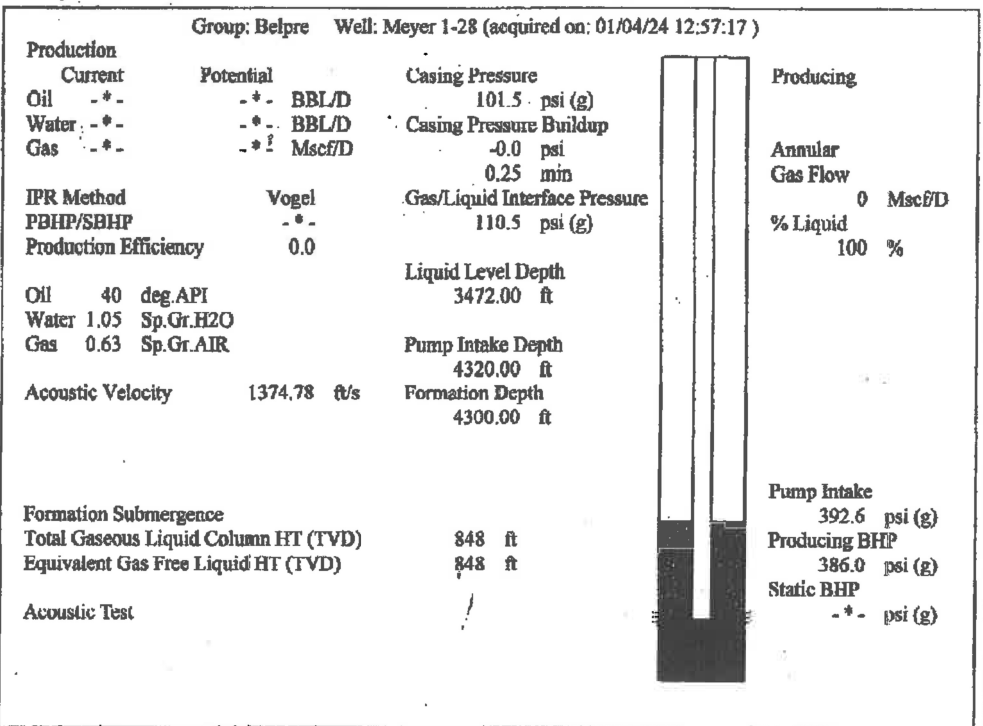 Group: Belpre Well: Meyer 1-28 (acquired on: 01/04/24 12:57:17 )
Production
Current Potential
Oil -*- -*- BBL/D
Water -*- -*- BBL/D
Gas -*- -*- Mscf/D
IPR Method Vogel
PBHP/SBHP -*-
Production Efficiency 0.0
Oil 40 deg.API
Water 1.05 Sp.Gr.H2O
Gas 0.63 Sp.Gr.AIR
Acoustic Velocity 1374.78 ft/s
Casing Pressure
101.5 psi (g)
Casing Pressure Buildup
-0.0 psi
0.25 min
Gas/Liquid Interface Pressure
110.5 psi (g)
Liquid Level Depth
3472.00 ft
Pump Intake Depth
4320.00 ft
Formation Depth
4300.00 ft
Producing
Annular
Gas Flow
0 Mscf/D
% Liquid
100 %
Formation Submergence
Total Gaseous Liquid Column HT (TVD) 848 ft
Equivalent Gas Free Liquid HT (TVD) 848 ft
Acoustic Test
Pump Intake
392.6 psi (g)
Producing BHP
386.0 psi (g)
Static BHP
-*- psi (g)